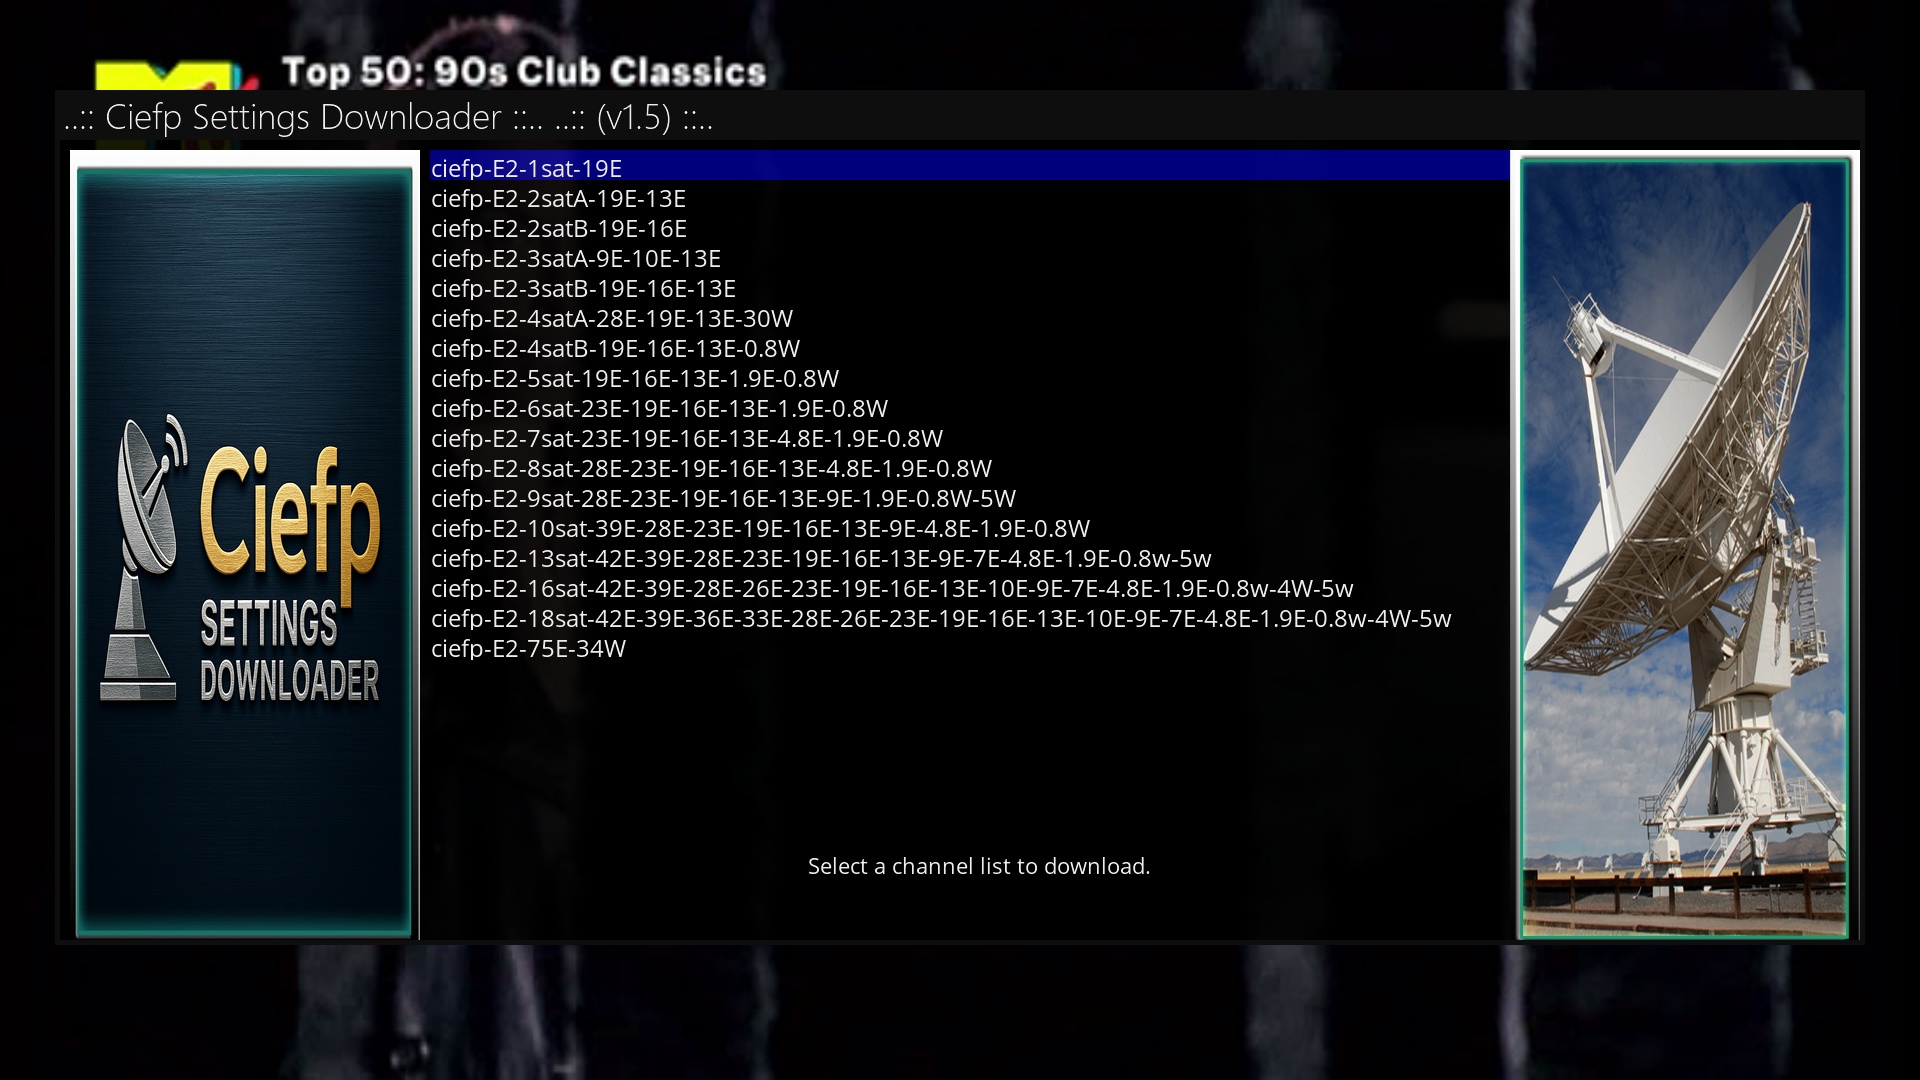 Top 50: 90s Club Classics
..:: Ciefp Settings Downloader ::.. ..:: (v1.5) ::..
ciefp-E2-1sat-19E
ciefp-E2-2satA-19E-13E
ciefp-E2-2satB-19E-16E
ciefp-E2-3satA-9E-10E-13E
ciefp-E2-3satB-19E-16E-13E
ciefp-E2-4satA-28E-19E-13E-30W
ciefp-E2-4satB-19E-16E-13E-0.8W
ciefp-E2-5sat-19E-16E-13E-1.9E-0.8W
ciefp-E2-6sat-23E-19E-16E-13E-1.9E-0.8W
ciefp-E2-7sat-23E-19E-16E-13E-4.8E-1.9E-0.8W
ciefp-E2-8sat-28E-23E-19E-16E-13E-4.8E-1.9E-0.8W
ciefp-E2-9sat-28E-23E-19E-16E-13E-9E-1.9E-0.8W-5W
ciefp-E2-10sat-39E-28E-23E-19E-16E-13E-9E-4.8E-1.9E-0.8W
ciefp-E2-13sat-42E-39E-28E-23E-19E-16E-13E-9E-7E-4.8E-1.9E-0.8w-5w
ciefp-E2-16sat-42E-39E-28E-26E-23E-19E-16E-13E-10E-9E-7E-4.8E-1.9E-0.8w-4W-5w
ciefp-E2-18sat-42E-39E-36E-33E-28E-26E-23E-19E-16E-13E-10E-9E-7E-4.8E-1.9E-0.8w-4W-5w
ciefp-E2-75E-34W
Ciefp
SETTINGS
DOWNLOADER
Select a channel list to download.